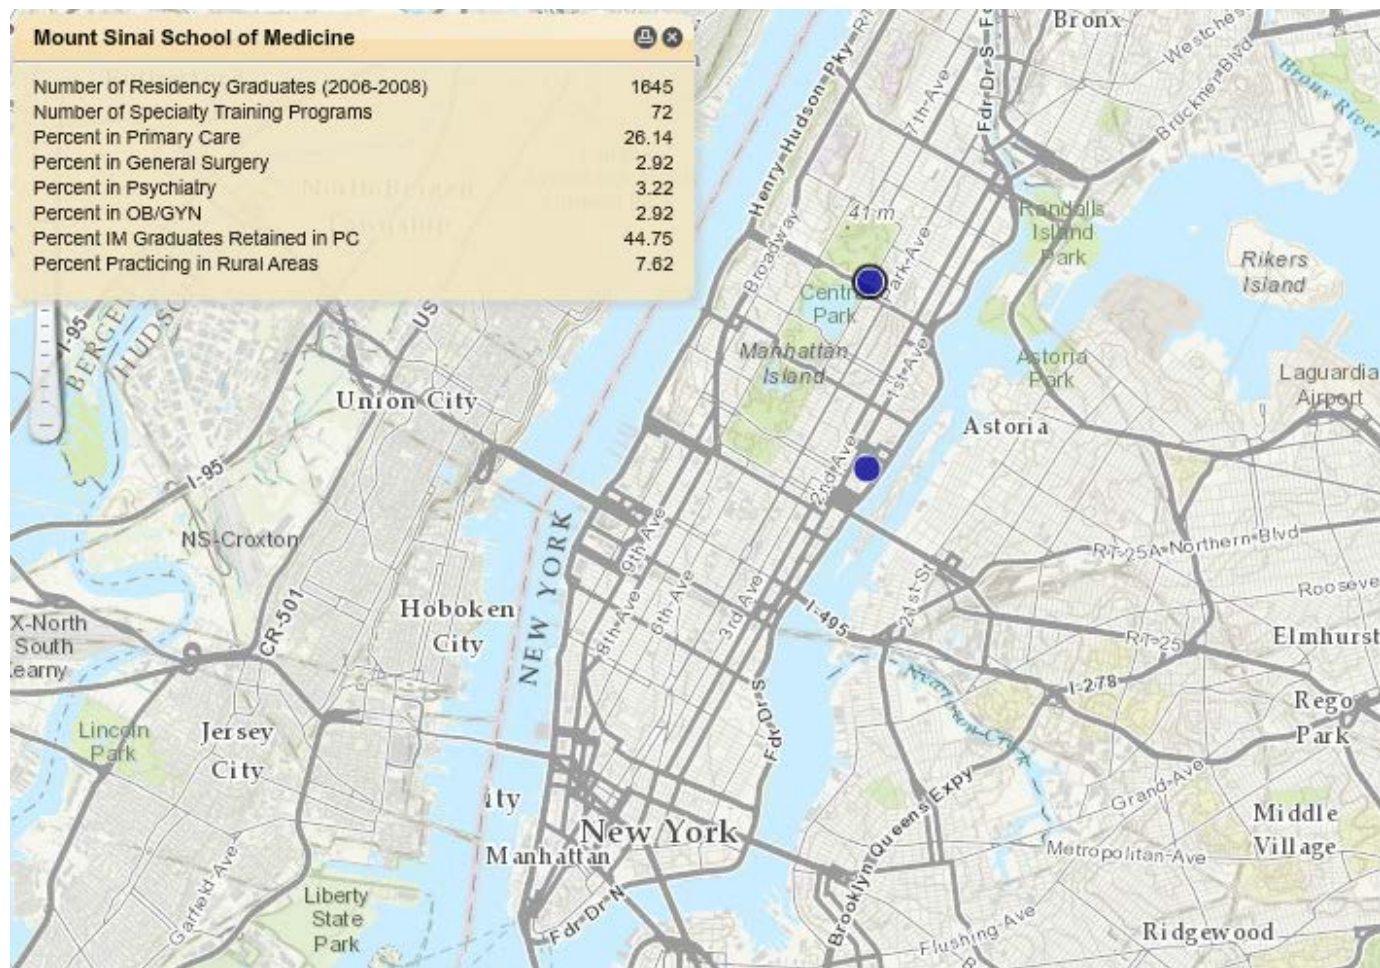 Mount Sinai School of Medicine
Number of Residency Graduates (2006-2008) 1645
Number of Specialty Training Programs 72
Percent in Primary Care 26.14
Percent in General Surgery 2.92
Percent in Psychiatry 3.22
Percent in OB/GYN 2.92
Percent IM Graduates Retained in PC 44.75
Percent Practicing in Rural Areas 7.62
Bronx
Westches
Bronx River
Bruckner-Blvd
Henry-Hudson-Pky
7th-Ave
Fdr-Dr-S
41 m
Randalls
Island
Park
Rikers
Island
Broadway
Park-Ave
Central
Park
Manhattan
Island
1st-Ave
Astoria
Park
Laguardia
Airport
I-95
BERGEN
HUDSO
US
Union City
Astoria
2nd-Ave
I-95
NS-Croxton
NEW YORK
9th-Ave
RT-25A-Northern-Blvd
Rooseve
8th-Ave
6th-Ave
3rd Ave
I-495
21st-St
RT-25
Elmhurst
X-North
South
earny
CR-501
Hoboken
City
Fdr-Dr-S
I-278
Rego
Park
Lincoln
Park
Jersey
City
ity
New York
Manhattan
Brooklyn Queens Expy
Grand-Ave
Metropolitan-Ave
Middle
Village
Garfield Ave
Liberty
State
Park
Fdr-Dr-N
Flushing Ave
Ridgewood